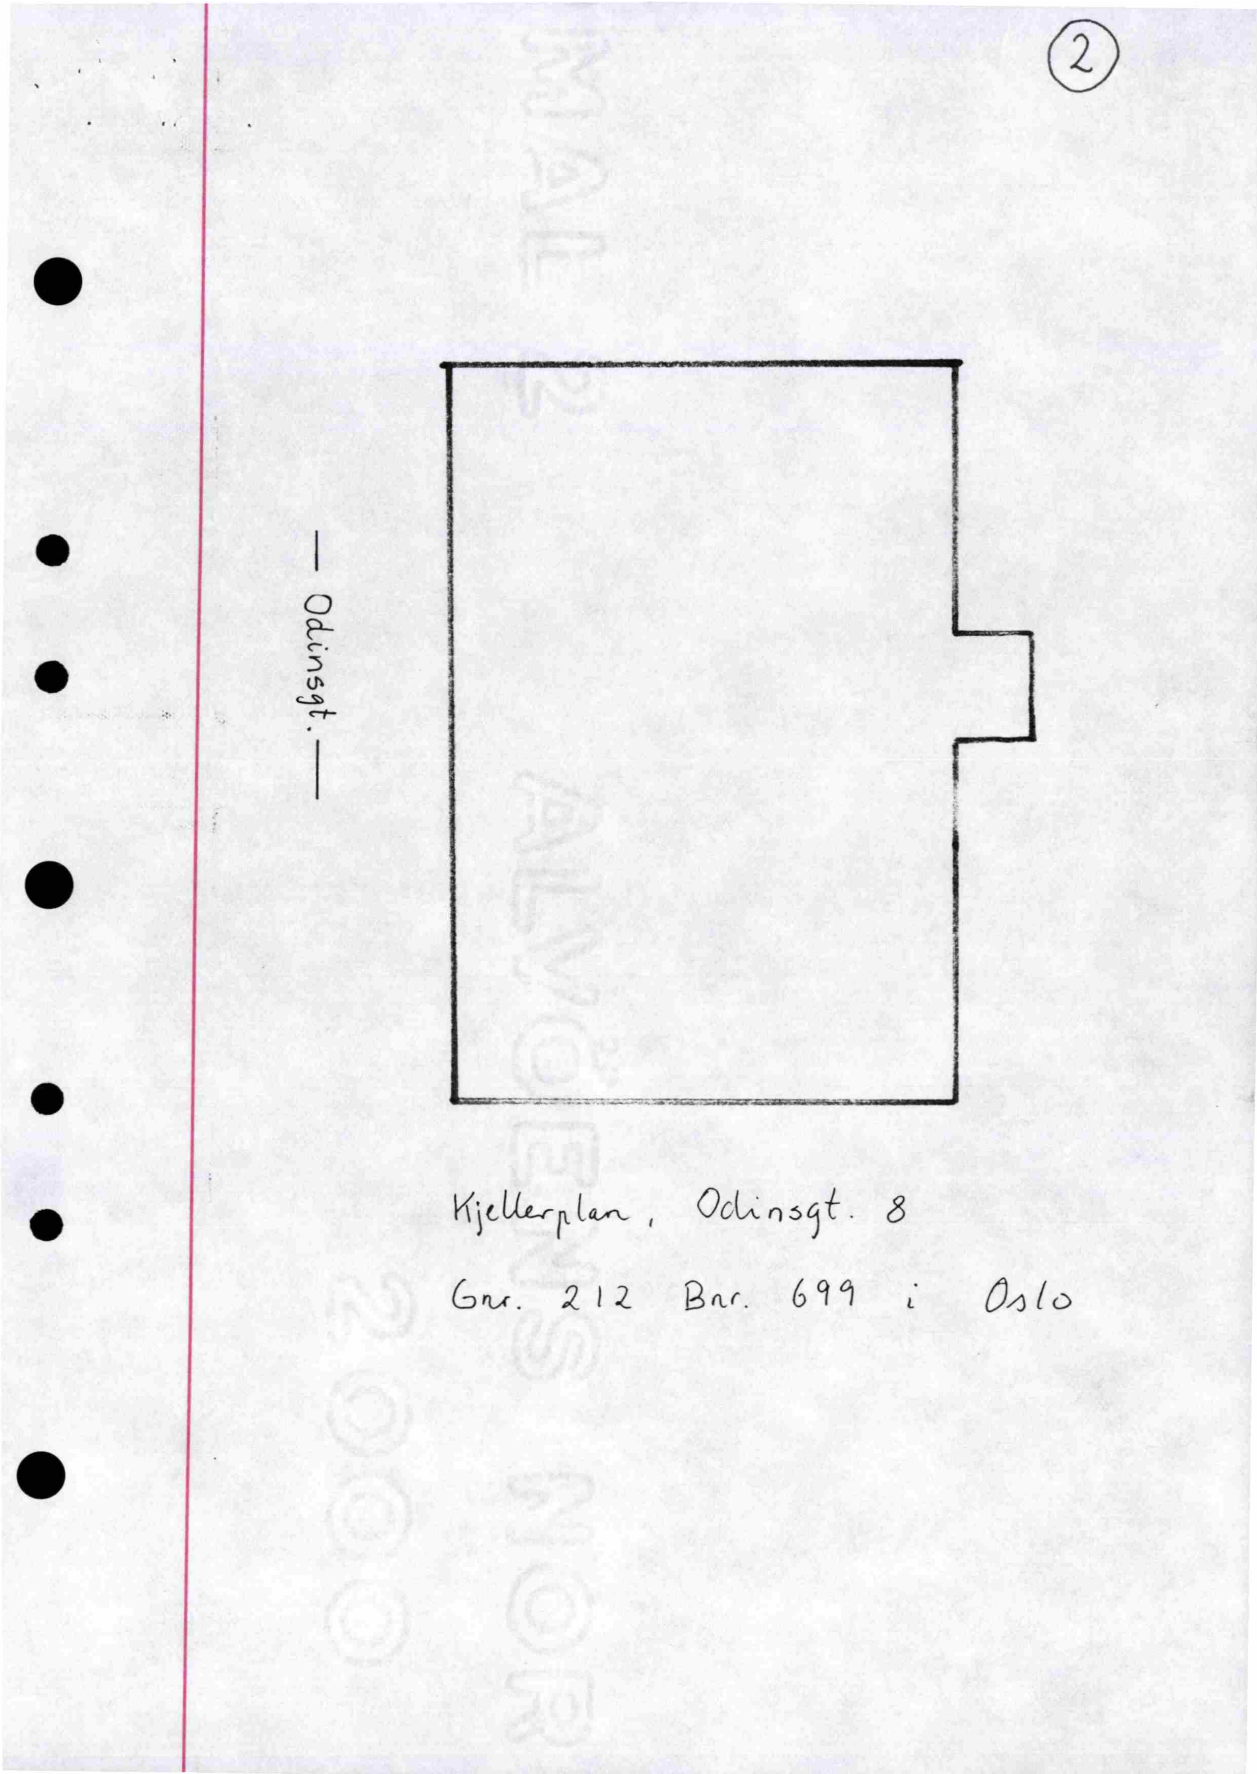 2
— Odinsgt. —
Kjellerplan, Odinsgt. 8
Gnr. 212 Bnr. 699 i Oslo